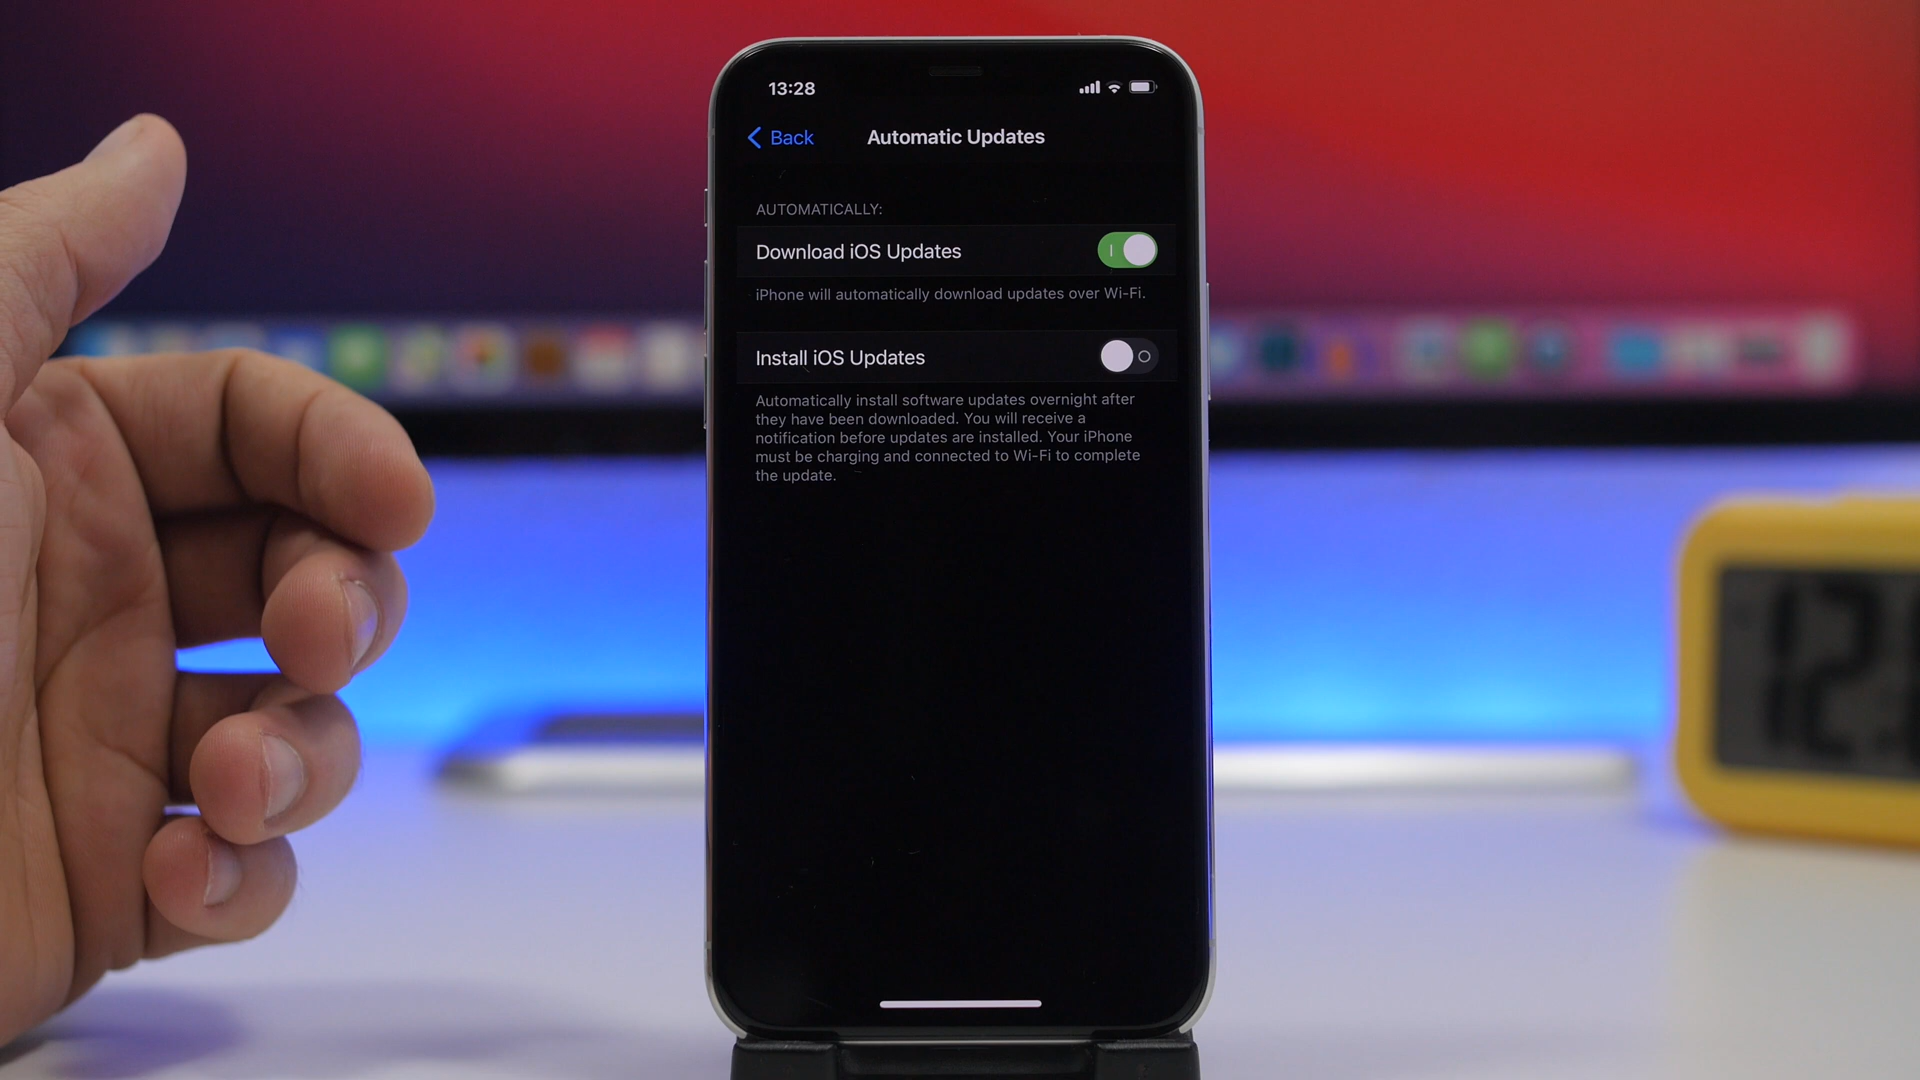 13:28
Back
Automatic Updates
AUTOMATICALLY:
Download iOS Updates
iPhone will automatically download updates over Wi-Fi.
Install iOS Updates
Automatically install software updates overnight after
they have been downloaded. You will receive a
notification before updates are installed. Your iPhone
must be charging and connected to Wi-Fi to complete
the update.
12: